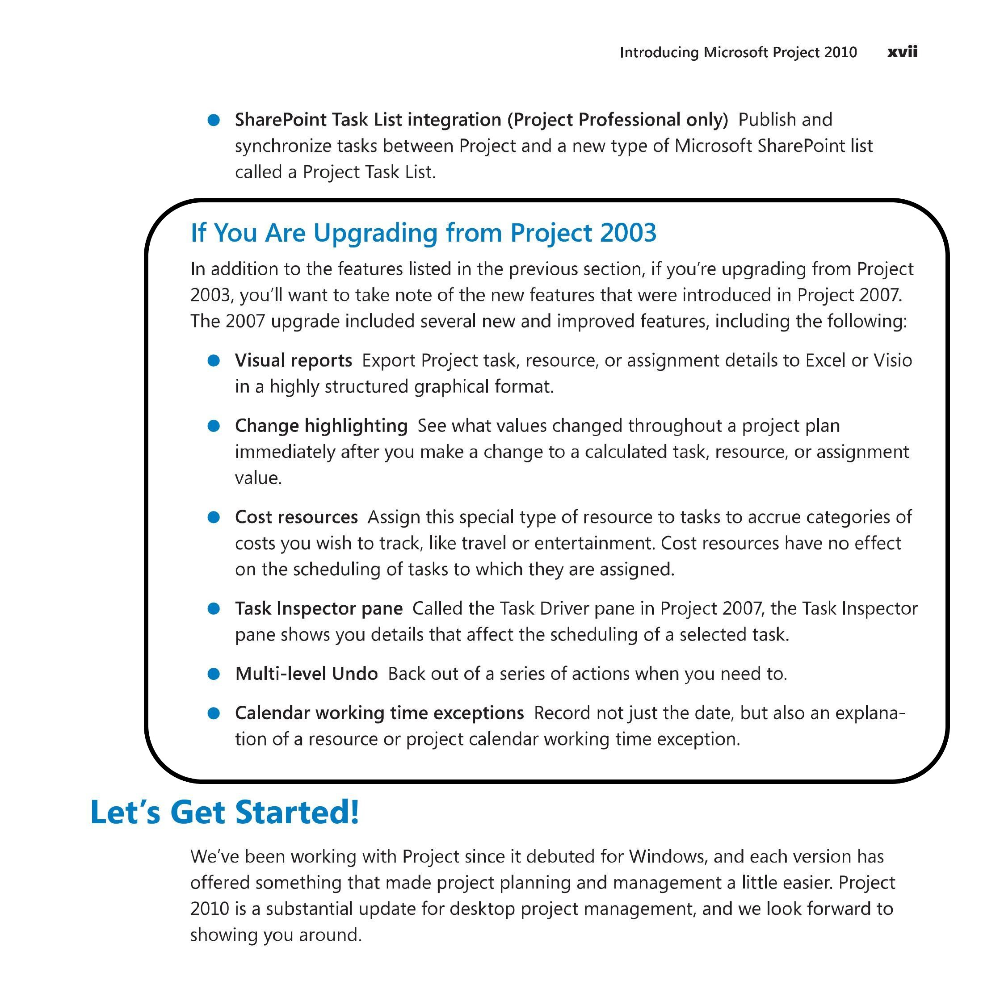 Introducing Microsoft Project 2010 xvii
● SharePoint Task List integration (Project Professional only) Publish and
synchronize tasks between Project and a new type of Microsoft SharePoint list
called a Project Task List.
If You Are Upgrading from Project 2003
In addition to the features listed in the previous section, if you’re upgrading from Project
2003, you’ll want to take note of the new features that were introduced in Project 2007.
The 2007 upgrade included several new and improved features, including the following:
● Visual reports Export Project task, resource, or assignment details to Excel or Visio
in a highly structured graphical format.
● Change highlighting See what values changed throughout a project plan
immediately after you make a change to a calculated task, resource, or assignment
value.
● Cost resources Assign this special type of resource to tasks to accrue categories of
costs you wish to track, like travel or entertainment. Cost resources have no effect
on the scheduling of tasks to which they are assigned.
● Task Inspector pane Called the Task Driver pane in Project 2007, the Task Inspector
pane shows you details that affect the scheduling of a selected task.
● Multi-level Undo Back out of a series of actions when you need to.
● Calendar working time exceptions Record not just the date, but also an explana-
tion of a resource or project calendar working time exception.
Let’s Get Started!
We’ve been working with Project since it debuted for Windows, and each version has
offered something that made project planning and management a little easier. Project
2010 is a substantial update for desktop project management, and we look forward to
showing you around.